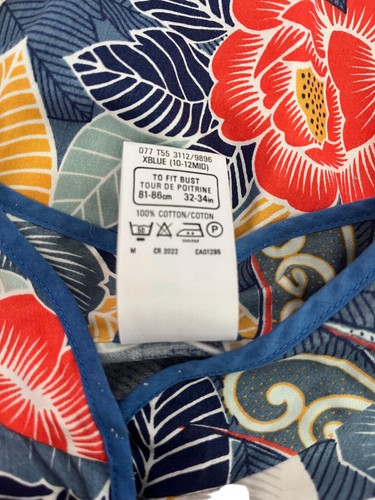 077 T55 3112/9896
XBLUE (10-12MID)
TO FIT BUST
TOUR DE POITRINE
81-86cm 32-34in
100% COTTON/COTON
P
M CR 2022 CA01295